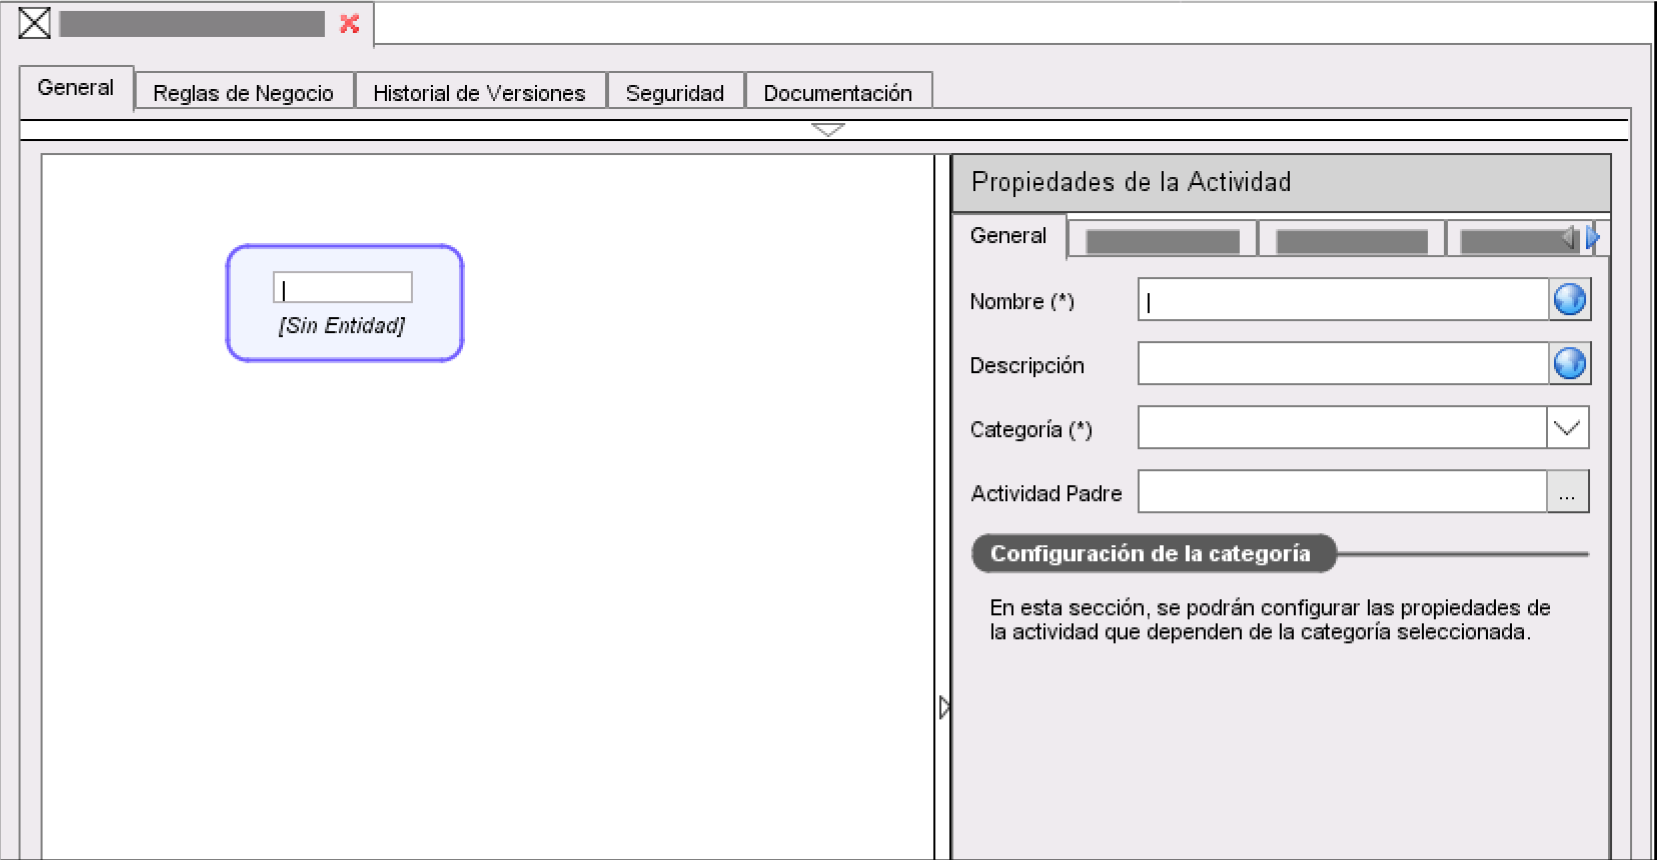 General
Reglas de Negocio
Historial de Versiones
Seguridad
Documentación
[Sin Entidad]
Propiedades de la Actividad
General
Nombre (*)
Descripción
Categoría (*)
Actividad Padre
...
Configuración de la categoría
En esta sección, se podrán configurar las propiedades de
la actividad que dependen de la categoría seleccionada.